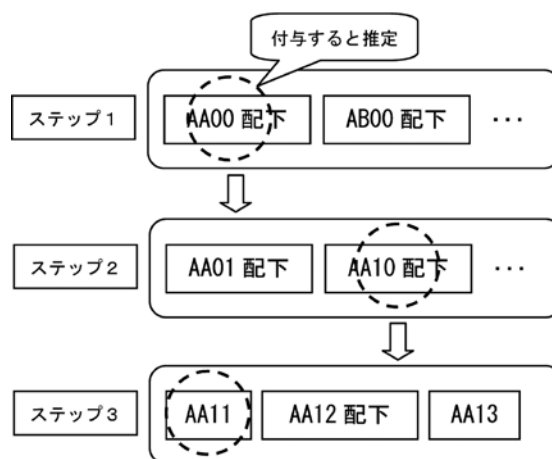 付与すると推定
ステップ1 AA00 配下 AB00 配下 ···
ステップ2 AA01 配下 AA10 配下 ···
ステップ3 AA11 AA12 配下 AA13